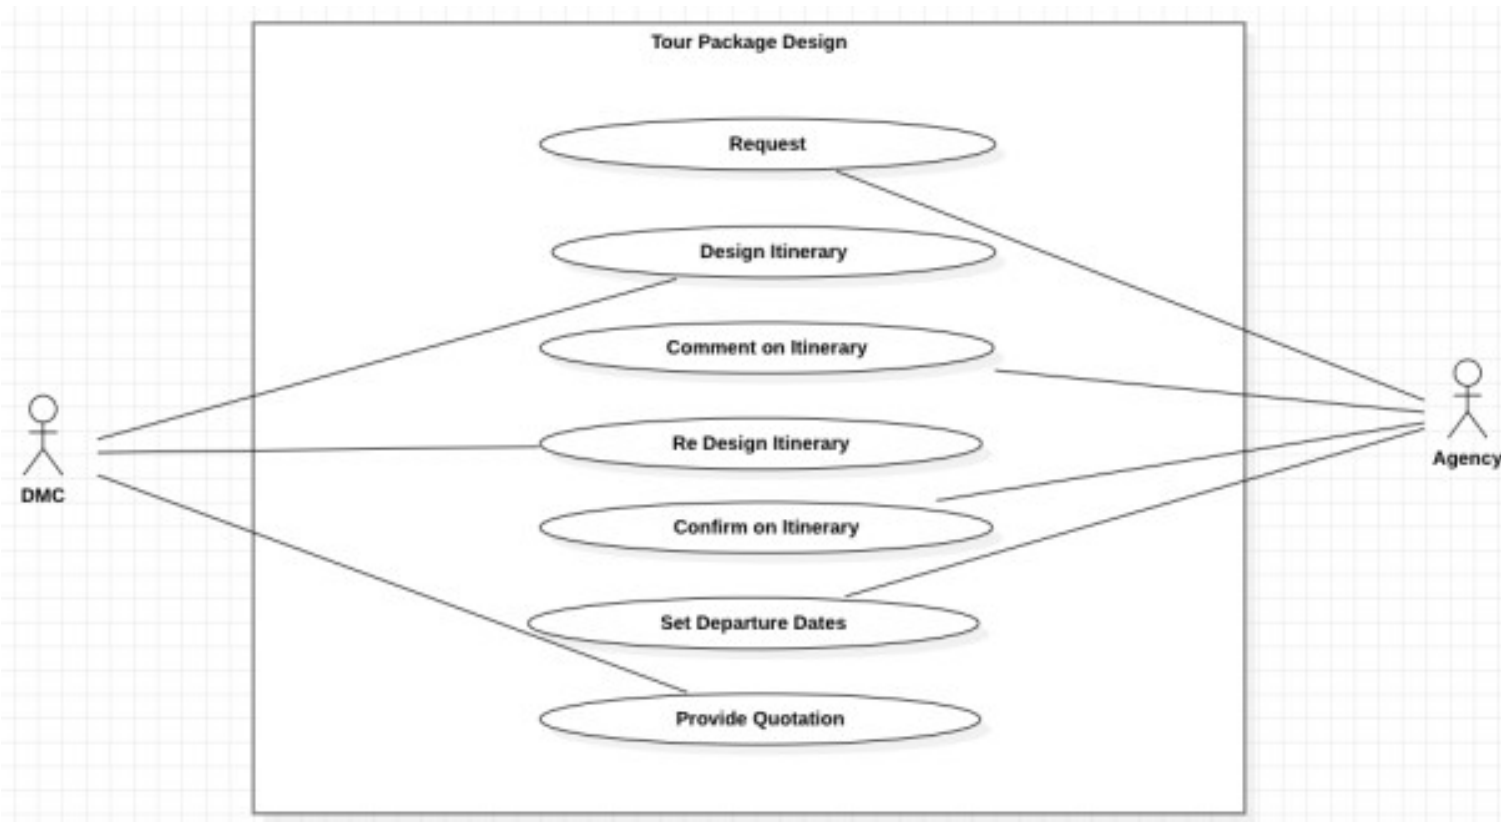 Tour Package Design
Request
Design Itinerary
Comment on Itinerary
Re Design Itinerary
Confirm on Itinerary
Set Departure Dates
Provide Quotation
DMC
Agency